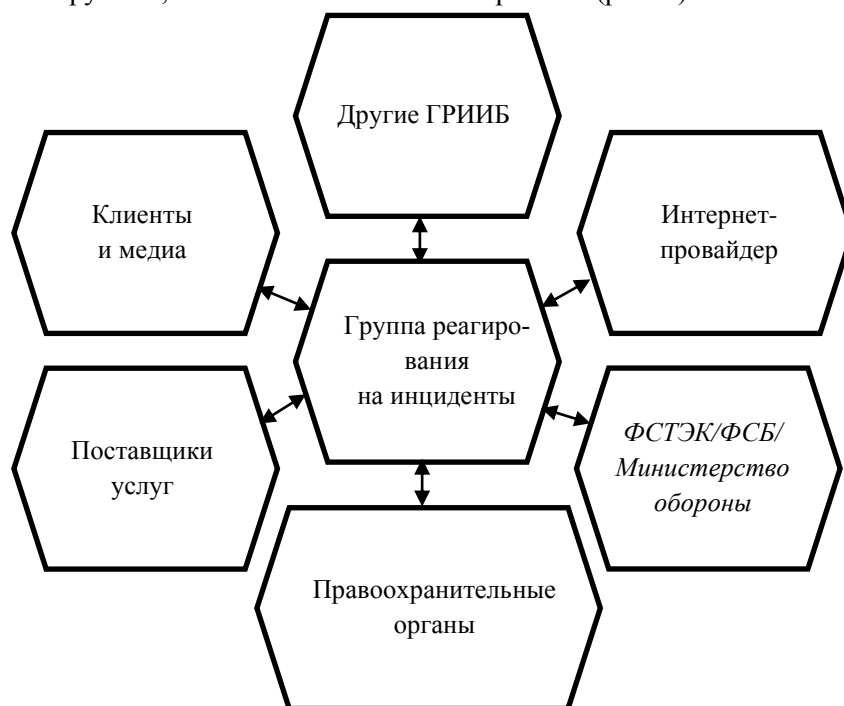 Другие ГРИИБ
Клиенты
и медиа
Интернет-
провайдер
Группа реагиро-
вания
на инциденты
Поставщики
услуг
ФСТЭК/ФСБ/
Министерство
обороны
Правоохранительные
органы